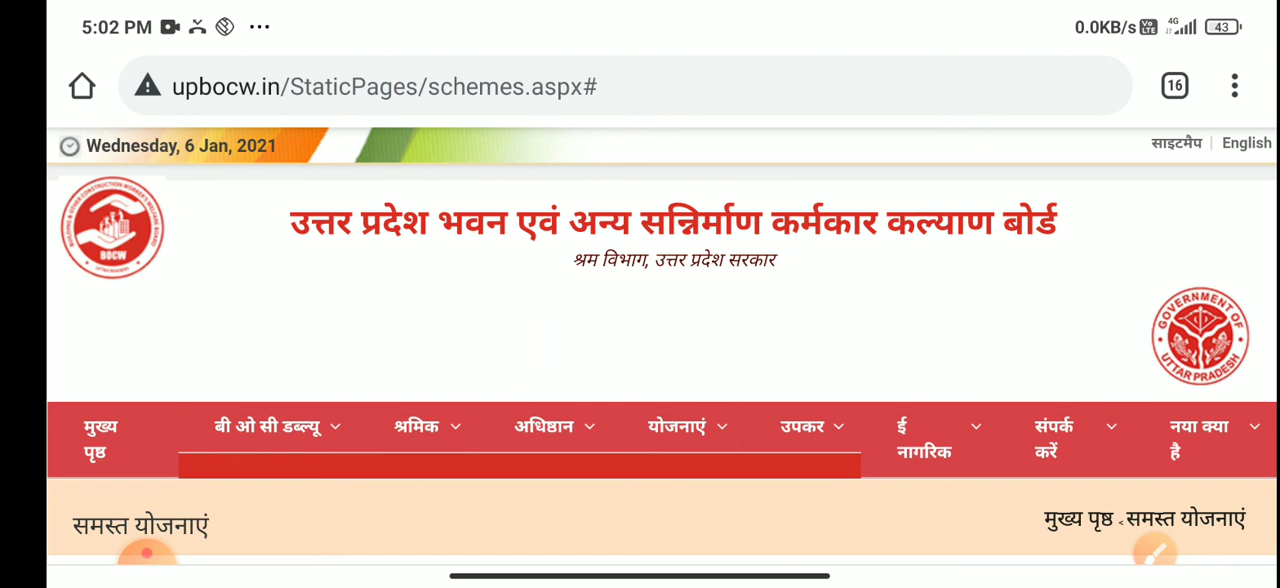 5:02 PM ... 0.0KB/s Vo LTE 4G 43
upbocw.in/StaticPages/schemes.aspx# 16
Wednesday, 6 Jan, 2021 साइटमैप | English
उत्तर प्रदेश भवन एवं अन्य सन्निर्माण कर्मकार कल्याण बोर्ड
श्रम विभाग, उत्तर प्रदेश सरकार
BOCW
GOVERNMENT OF
UTTAR PRADESH
मुख्य पृष्ठ बी ओ सी डब्ल्यू श्रमिक अधिष्ठान योजनाएं उपकर ई नागरिक संपर्क करें नया क्या है
समस्त योजनाएं मुख्य पृष्ठ < समस्त योजनाएं